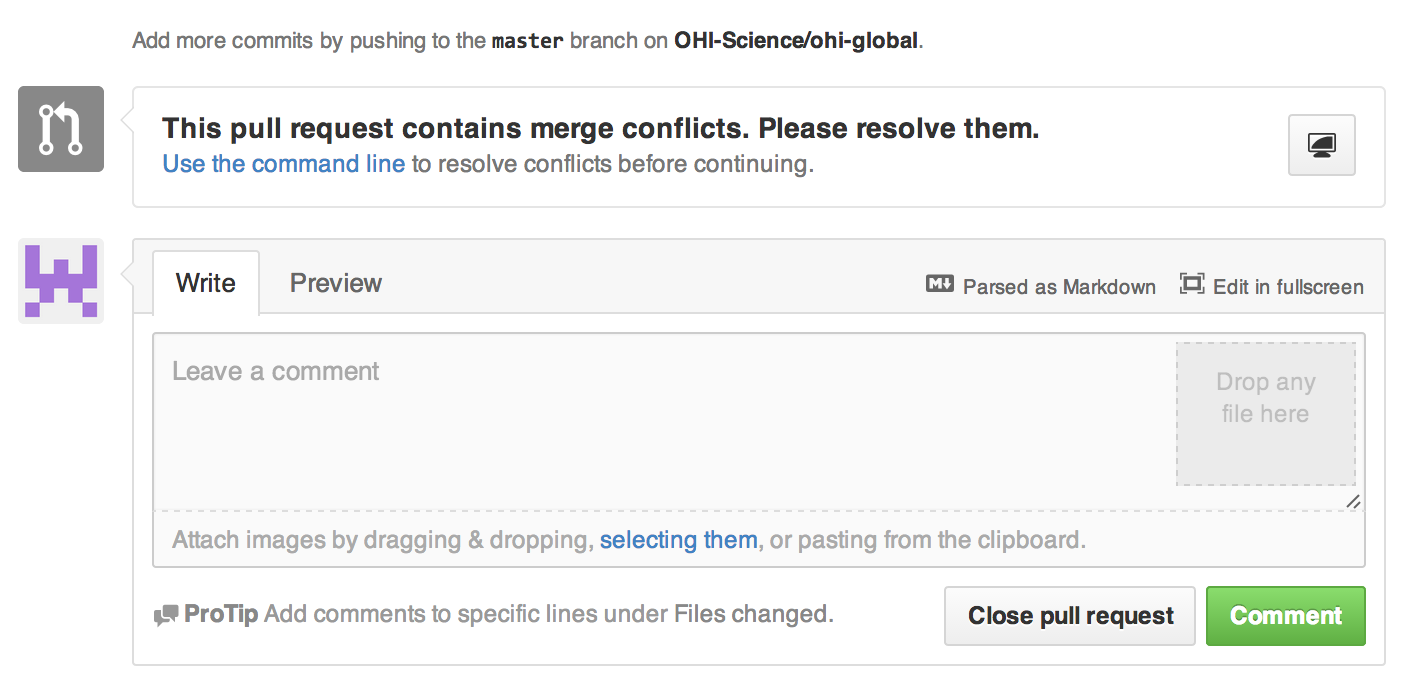 Add more commits by pushing to the master branch on OHI-Science/ohi-global.
This pull request contains merge conflicts. Please resolve them.
Use the command line to resolve conflicts before continuing.
Write Preview Parsed as Markdown Edit in fullscreen
Leave a comment
Drop any
file here
Attach images by dragging & dropping, selecting them, or pasting from the clipboard.
ProTip Add comments to specific lines under Files changed.
Close pull request Comment